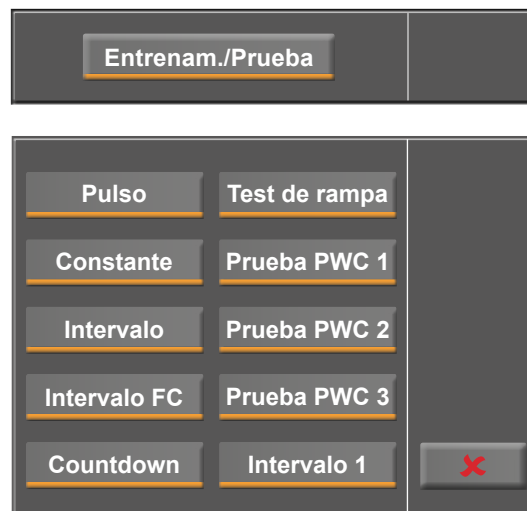 Entrenam./Prueba
Pulso
Test de rampa
Constante
Prueba PWC 1
Intervalo
Prueba PWC 2
Intervalo FC
Prueba PWC 3
Countdown
Intervalo 1